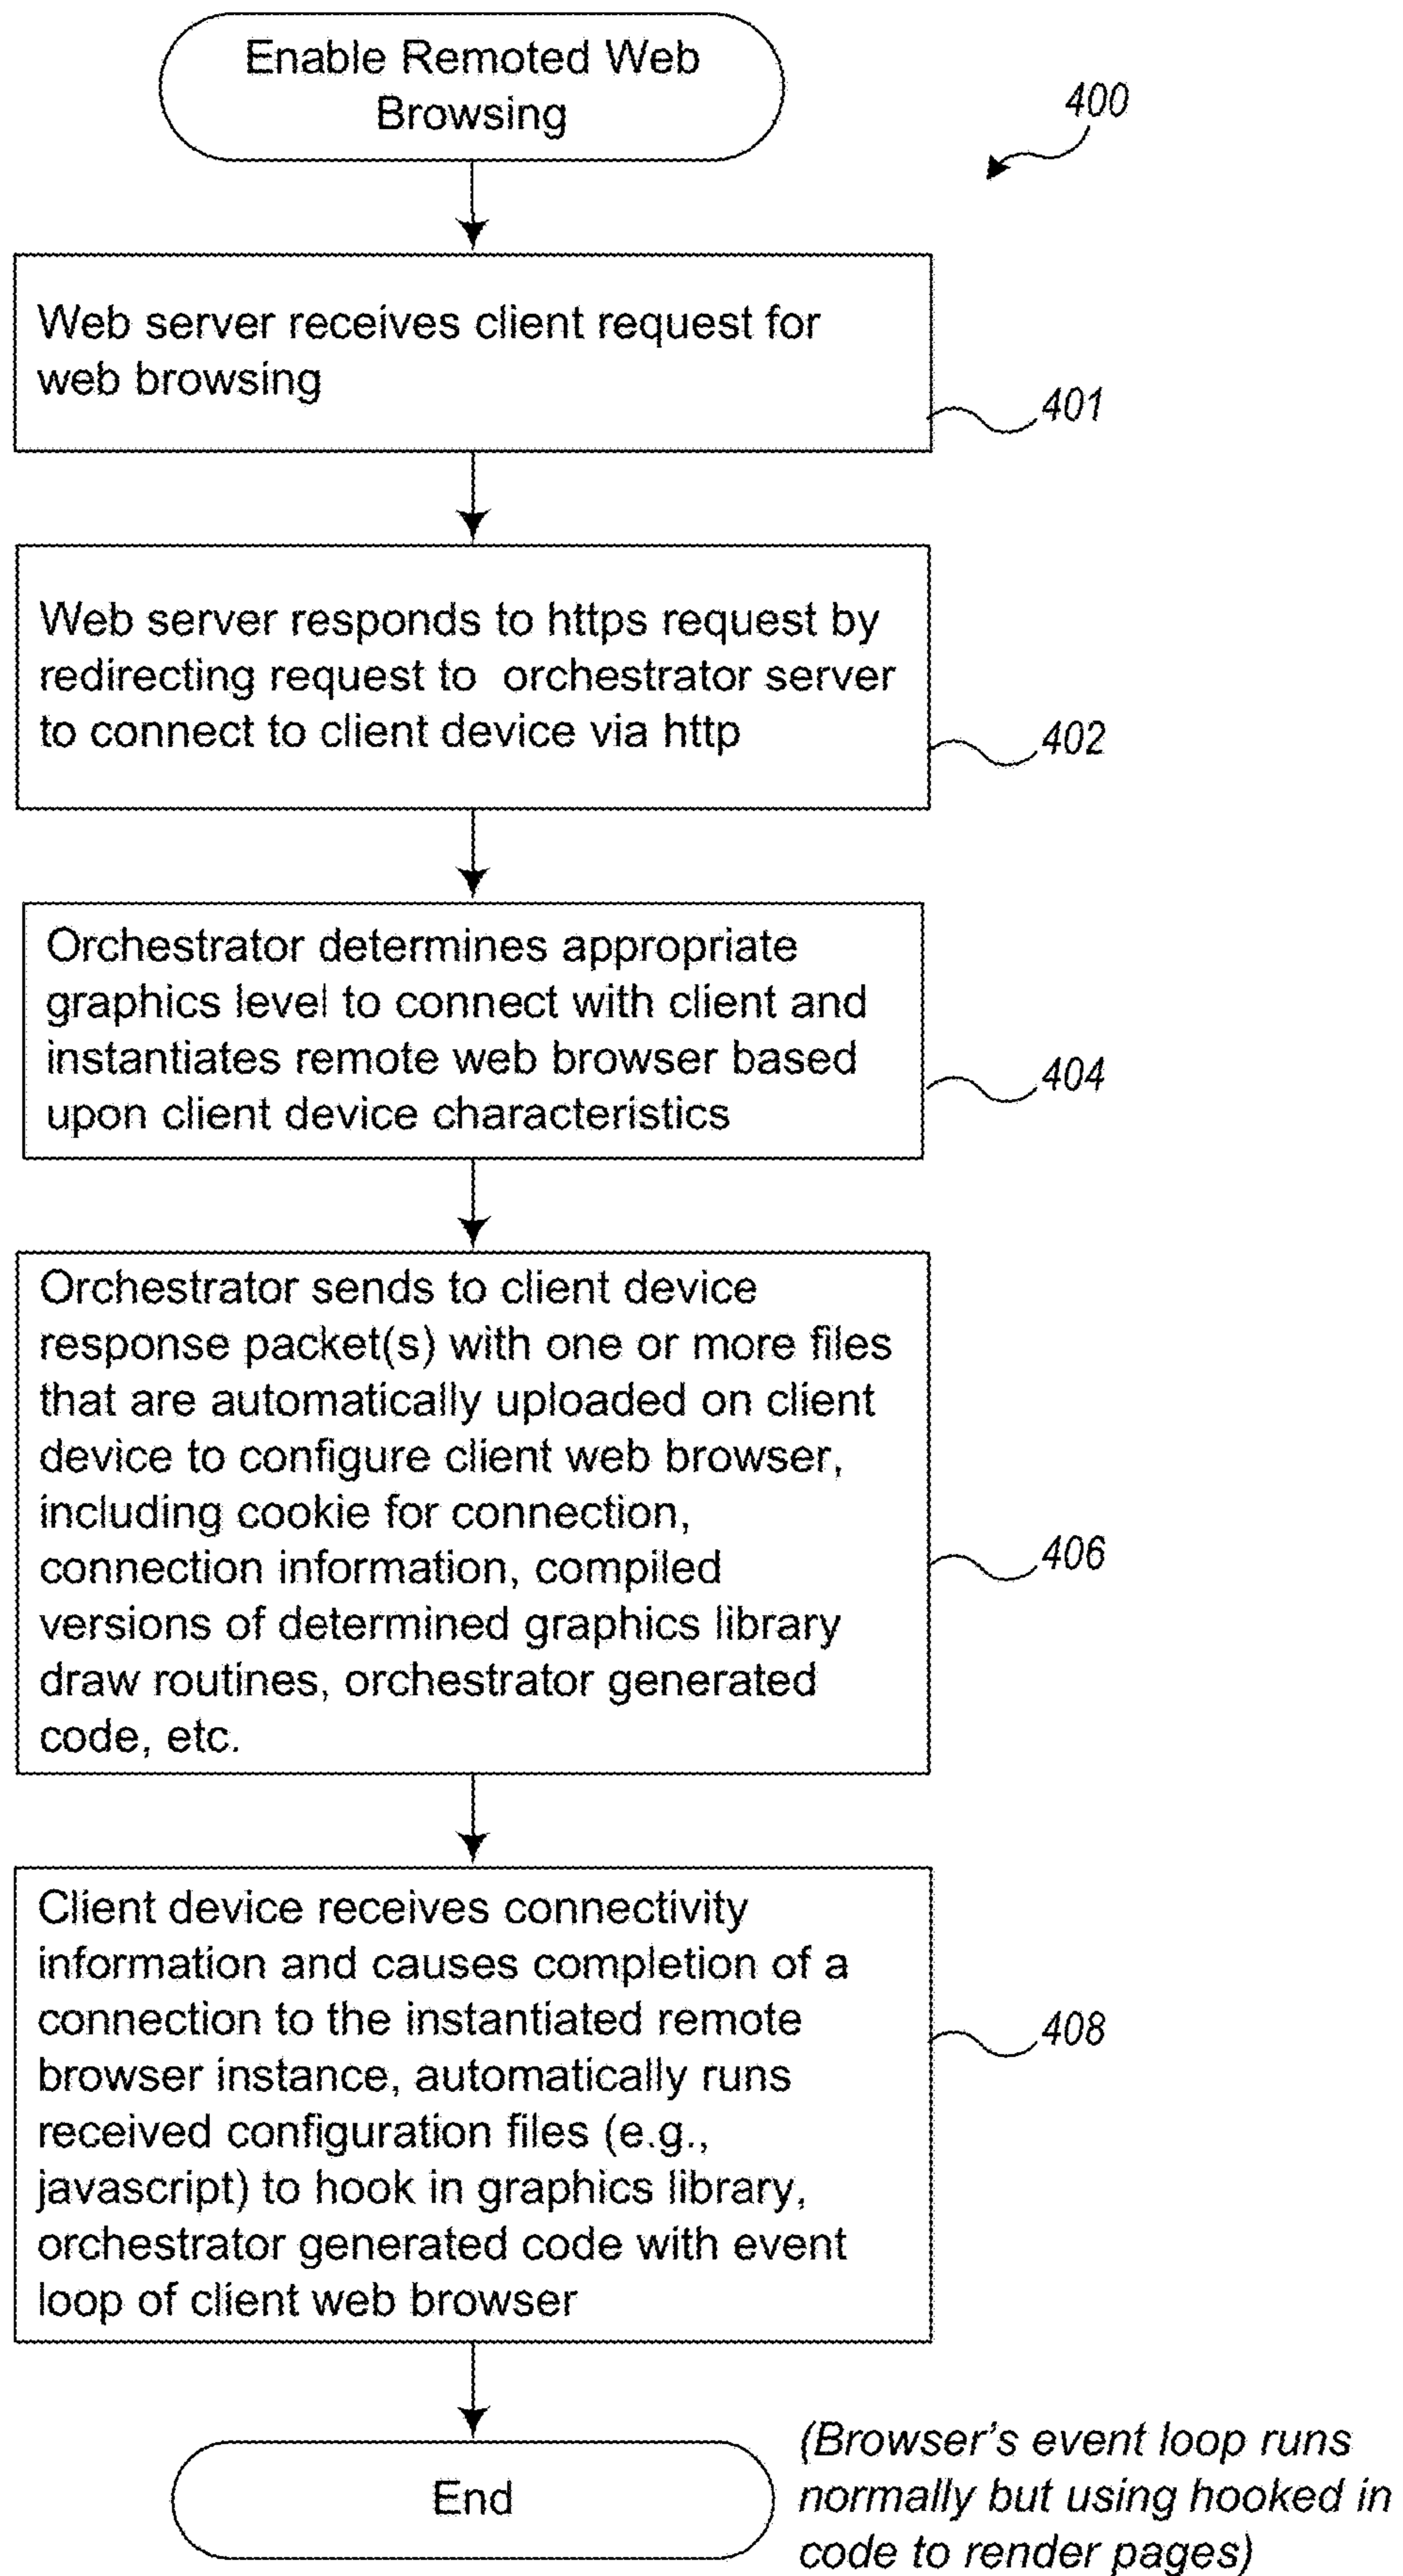 Enable Remoted Web
Browsing
400
Web server receives client request for
web browsing
401
Web server responds to https request by
redirecting request to orchestrator server
to connect to client device via http
402
Orchestrator determines appropriate
graphics level to connect with client and
instantiates remote web browser based
upon client device characteristics
404
Orchestrator sends to client device
response packet(s) with one or more files
that are automatically uploaded on client
device to configure client web browser,
including cookie for connection,
connection information, compiled
versions of determined graphics library
draw routines, orchestrator generated
code, etc.
406
Client device receives connectivity
information and causes completion of a
connection to the instantiated remote
browser instance, automatically runs
received configuration files (e.g.,
javascript) to hook in graphics library,
orchestrator generated code with event
loop of client web browser
408
End
(Browser's event loop runs
normally but using hooked in
code to render pages)